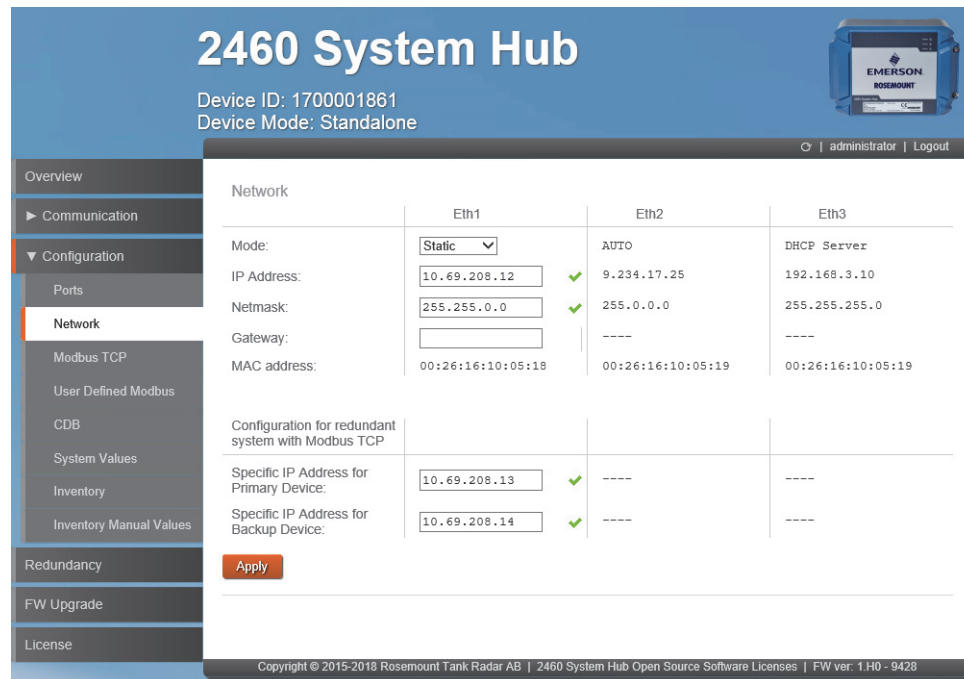 2460 System Hub
Device ID: 1700001861
Device Mode: Standalone
EMERSON
ROSEMOUNT
| administrator | Logout
Overview
► Communication
▼ Configuration
Ports
Network
Modbus TCP
User Defined Modbus
CDB
System Values
Inventory
Inventory Manual Values
Redundancy
FW Upgrade
License
Network
Eth1 Eth2 Eth3
Mode: Static AUTO DHCP Server
IP Address: 10.69.208.12 9.234.17.25 192.168.3.10
Netmask: 255.255.0.0 255.0.0.0 255.255.255.0
Gateway: ---- ----
MAC address: 00:26:16:10:05:18 00:26:16:10:05:19 00:26:16:10:05:19
Configuration for redundant
system with Modbus TCP
Specific IP Address for
Primary Device: 10.69.208.13 ---- ----
Specific IP Address for
Backup Device: 10.69.208.14 ---- ----
Apply
Copyright © 2015-2018 Rosemount Tank Radar AB | 2460 System Hub Open Source Software Licenses | FW ver: 1.H0 - 9428